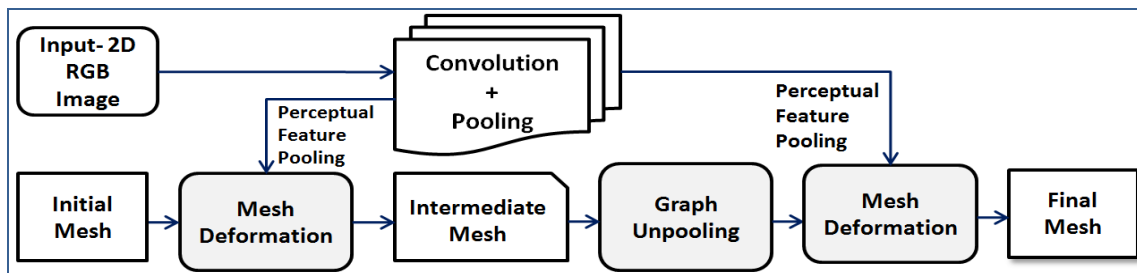 Input- 2D
RGB
Image
Convolution
+
Pooling
Perceptual
Feature
Pooling
Perceptual
Feature
Pooling
Initial
Mesh
Mesh
Deformation
Intermediate
Mesh
Graph
Unpooling
Mesh
Deformation
Final
Mesh